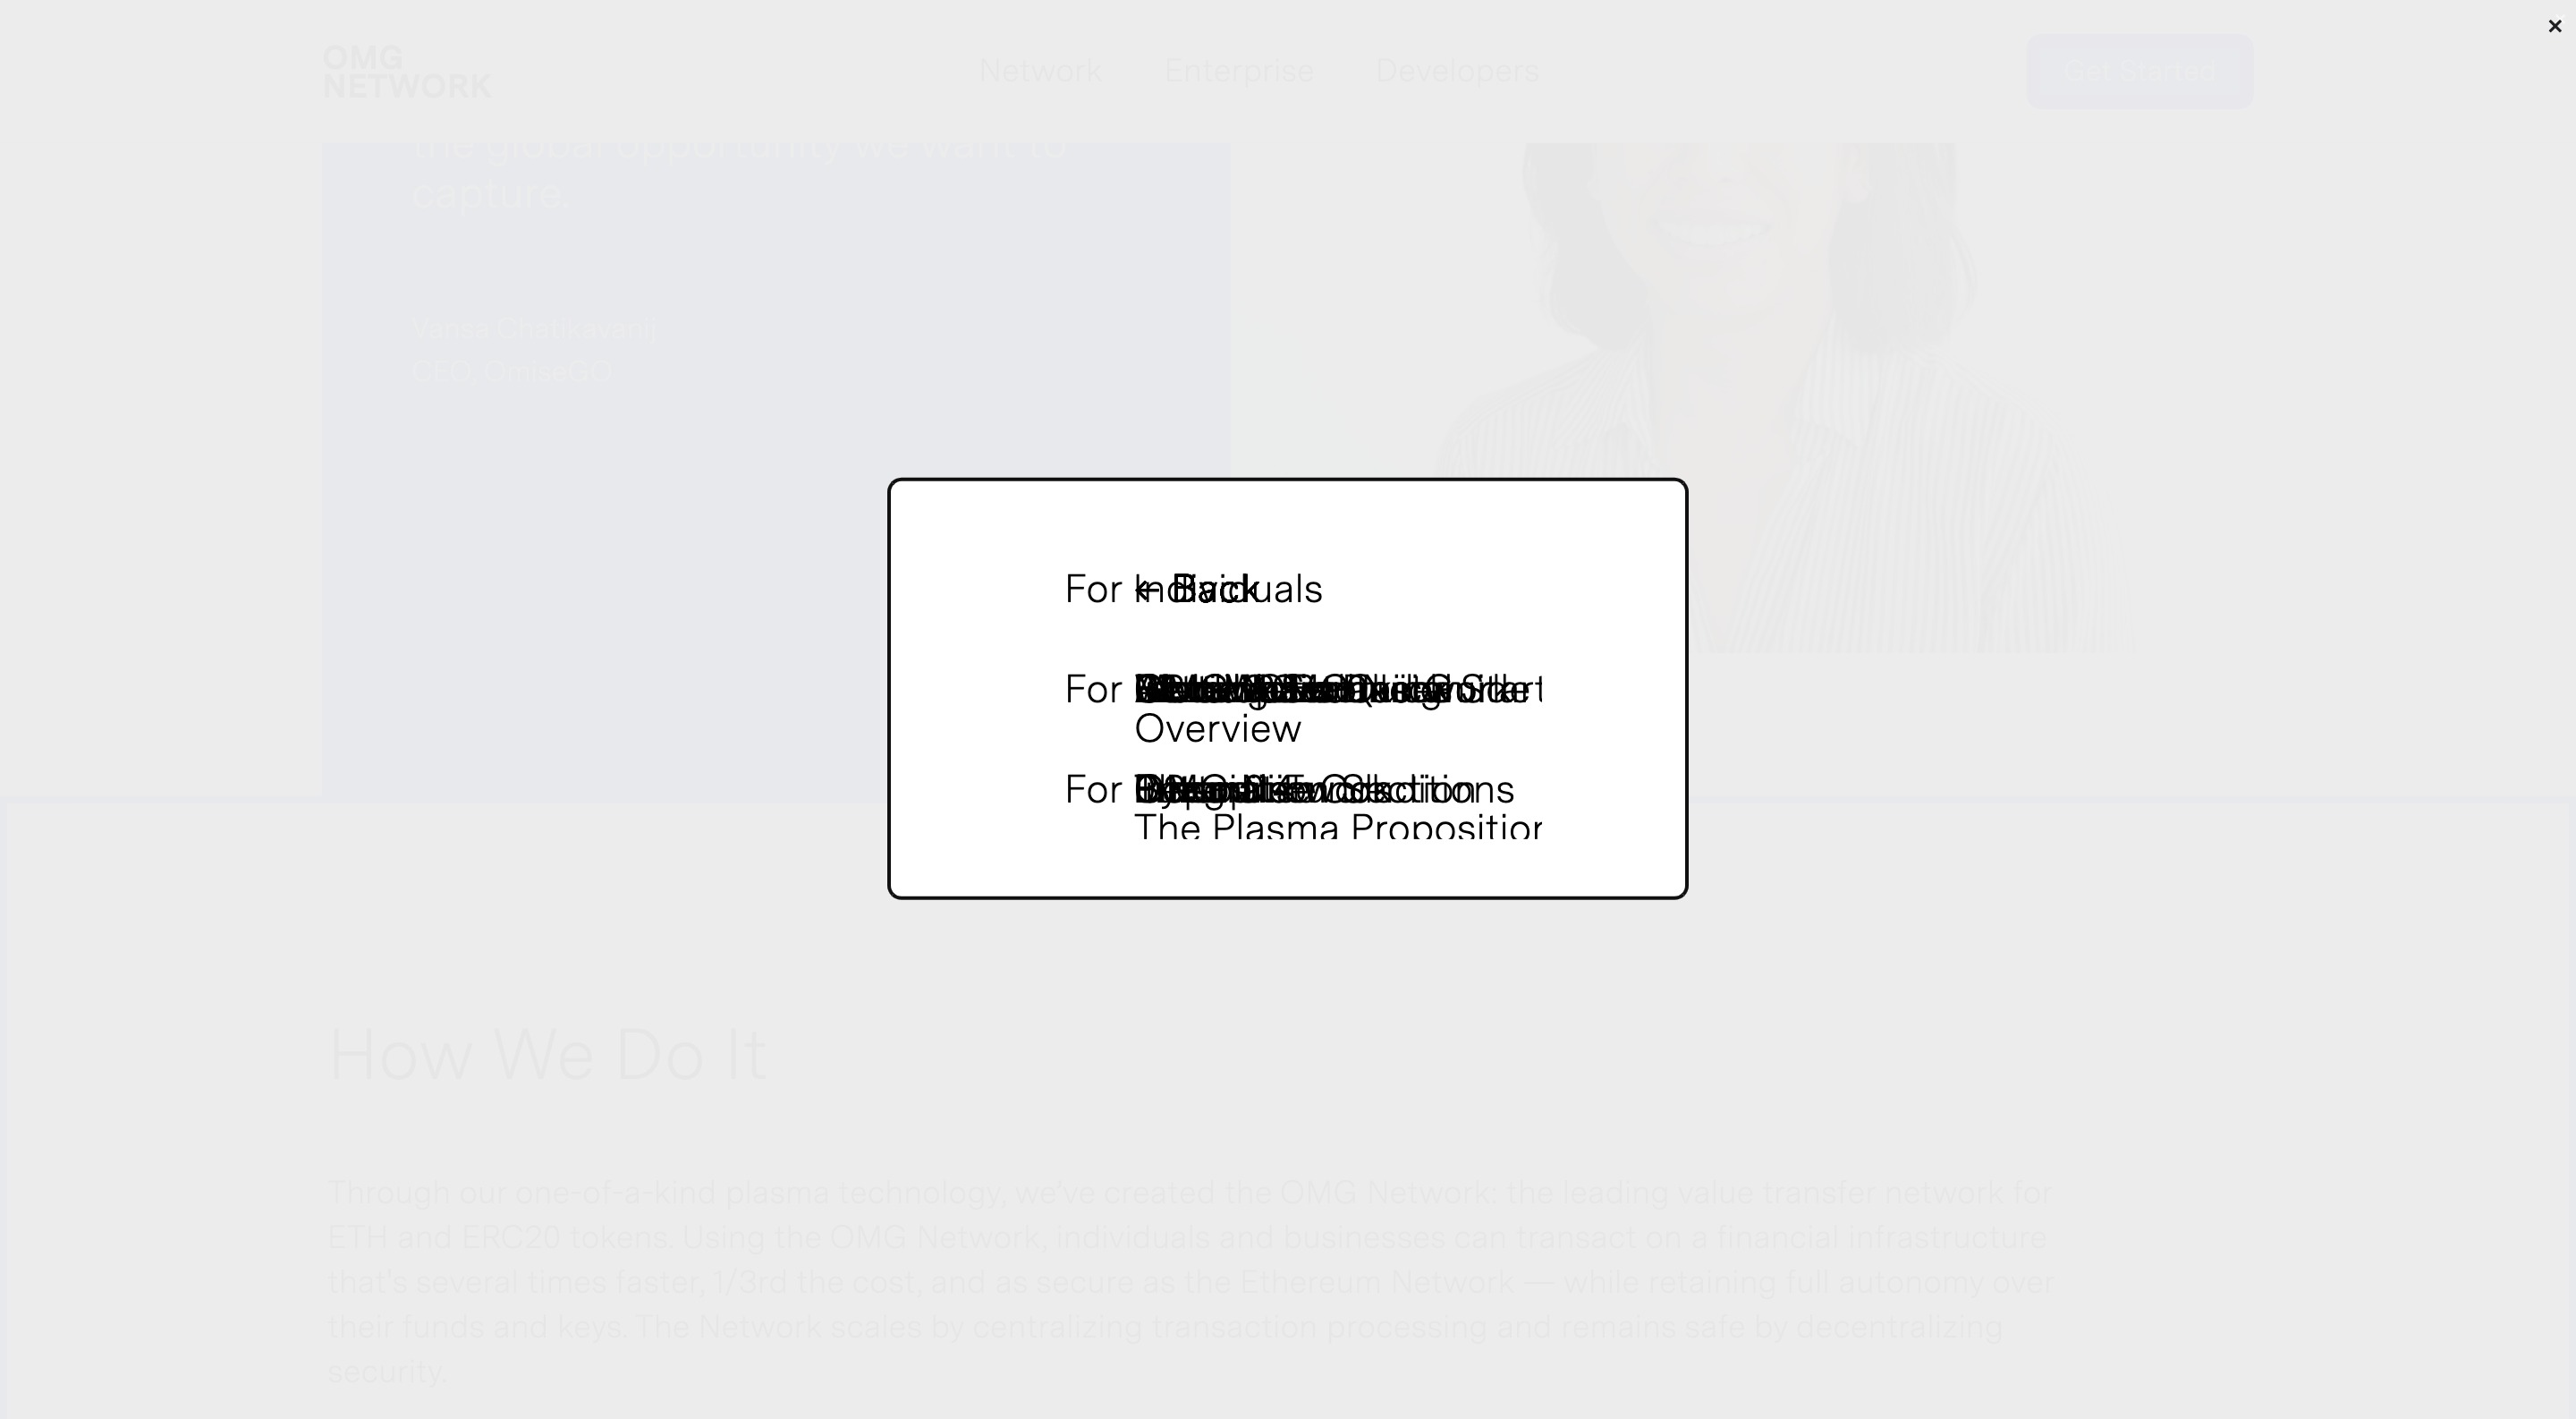 ×
OMG
NETWORK
Network
Enterprise
Developers
Get Started
the global opportunity we want to
capture.
Vansa Chatikavanij
CEO, OmiseGO
For Individuals
← Back
For
Overview
For
The Plasma Proposition
How We Do It
Through our one-of-a-kind plasma technology, we've created the OMG Network: the leading value transfer network for
ETH and ERC20 tokens. Using the OMG Network, individuals and businesses can transact on a financial infrastructure
that's several times faster, 1/3rd the cost, and as secure as the Ethereum Network — while retaining full autonomy over
their funds and keys. The Network scales by centralizing transaction processing and remains safe by decentralizing
security.